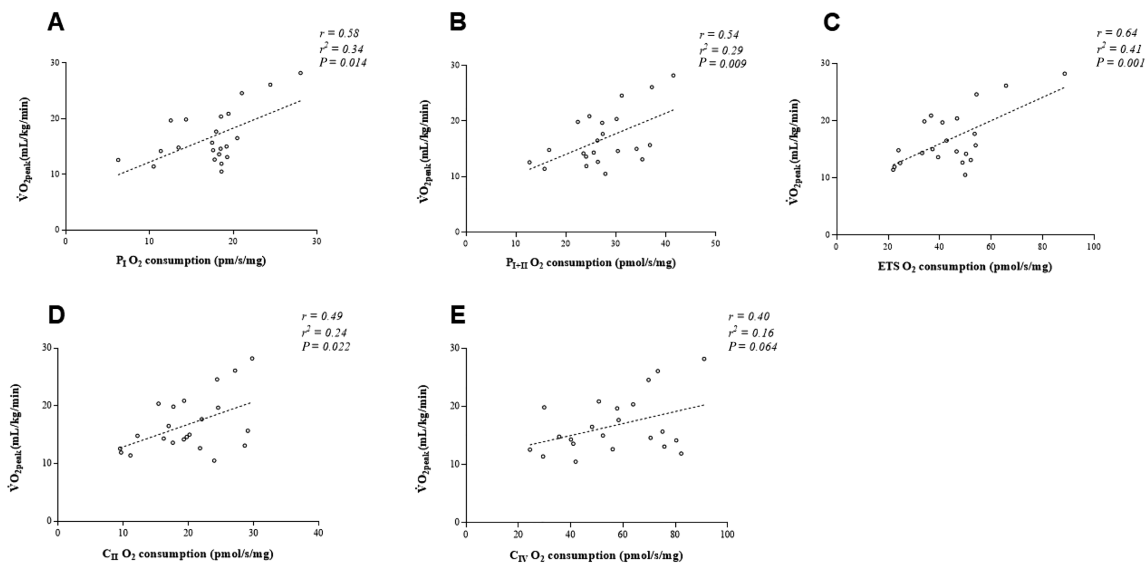 A
r = 0.58
r² = 0.34
P = 0.014
30
20
10
0
0 10 20 30
V̇O₂peak(mL/kg/min)
P_I O₂ consumption (pm/s/mg)
B
r = 0.54
r² = 0.29
P = 0.009
30
20
10
0
0 10 20 30 40 50
V̇O₂peak(mL/kg/min)
P_I+II O₂ consumption (pmol/s/mg)
C
r = 0.64
r² = 0.41
P = 0.001
30
20
10
0
0 20 40 60 80 100
V̇O₂peak(mL/kg/min)
ETS O₂ consumption (pmol/s/mg)
D
r = 0.49
r² = 0.24
P = 0.022
30
20
10
0
0 10 20 30 40
V̇O₂peak(mL/kg/min)
C_II O₂ consumption (pmol/s/mg)
E
r = 0.40
r² = 0.16
P = 0.064
30
20
10
0
0 20 40 60 80 100
V̇O₂peak(mL/kg/min)
C_IV O₂ consumption (pmol/s/mg)